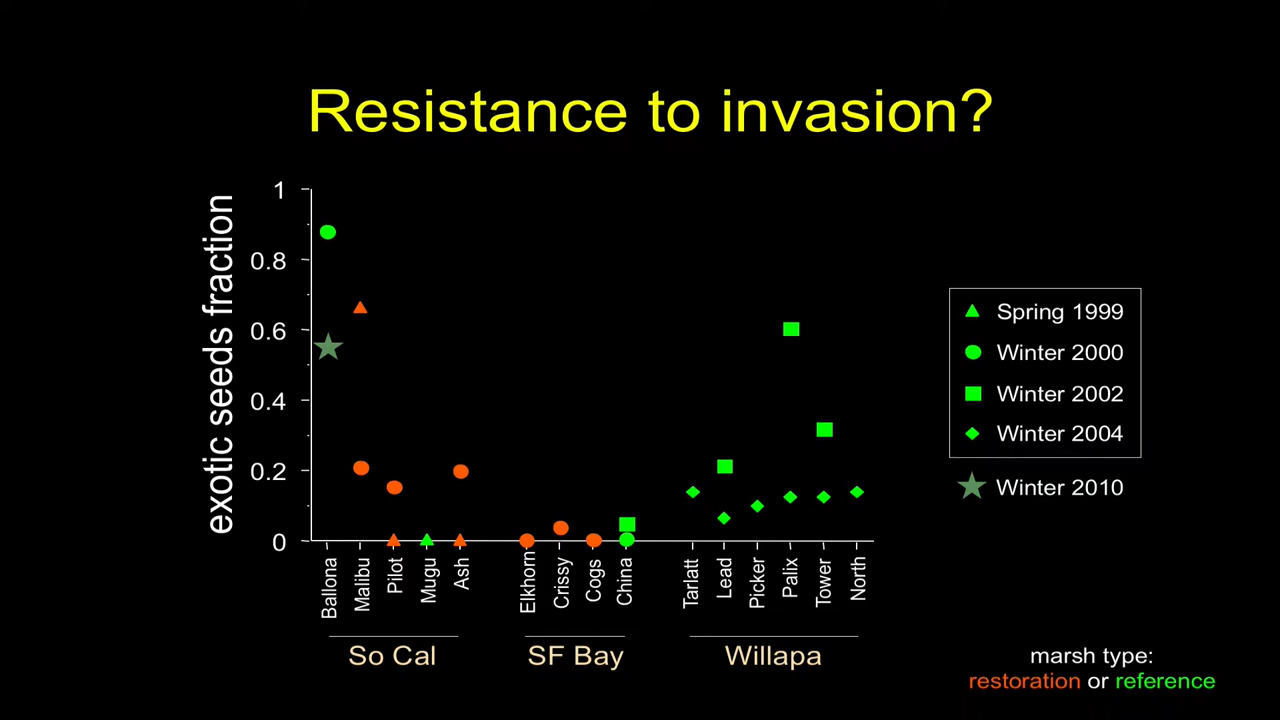 Resistance to invasion?
exotic seeds fraction
1
0.8
0.6
0.4
0.2
0
Ballona
Malibu
Pilot
Mugu
Ash
Elkhorn
Crissy
Cogs
China
Tarlatt
Lead
Picker
Palix
Tower
North
So Cal
SF Bay
Willapa
Spring 1999
Winter 2000
Winter 2002
Winter 2004
Winter 2010
marsh type:
restoration or reference